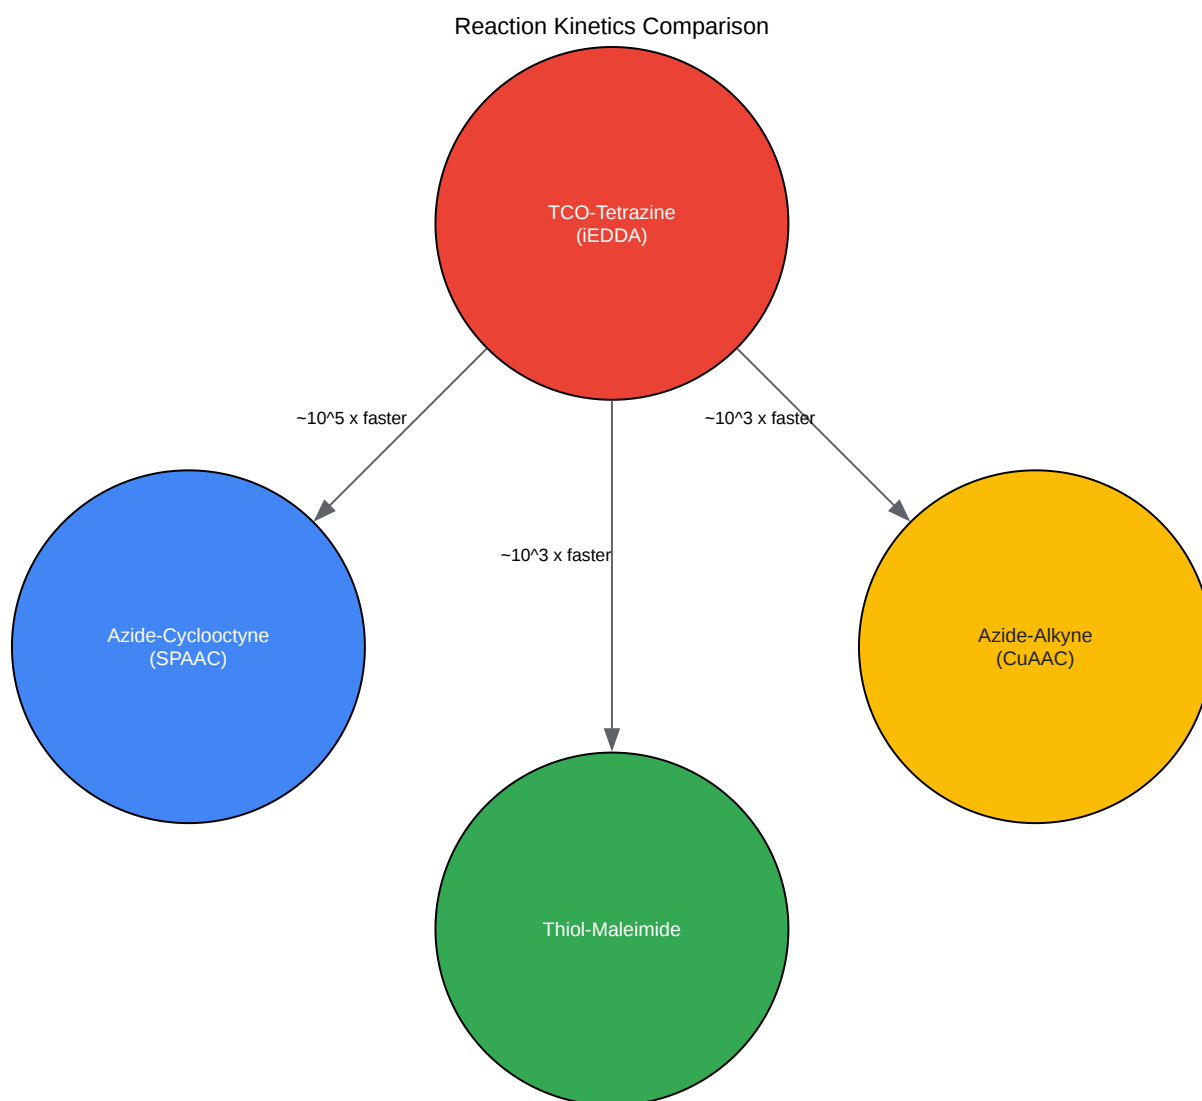 Reaction Kinetics Comparison
TCO-Tetrazine
(iEDDA)
~10^5 x faster
~10^3 x faster
~10^3 x faster
Azide-Cyclooctyne
(SPAAC)
Azide-Alkyne
(CuAAC)
Thiol-Maleimide